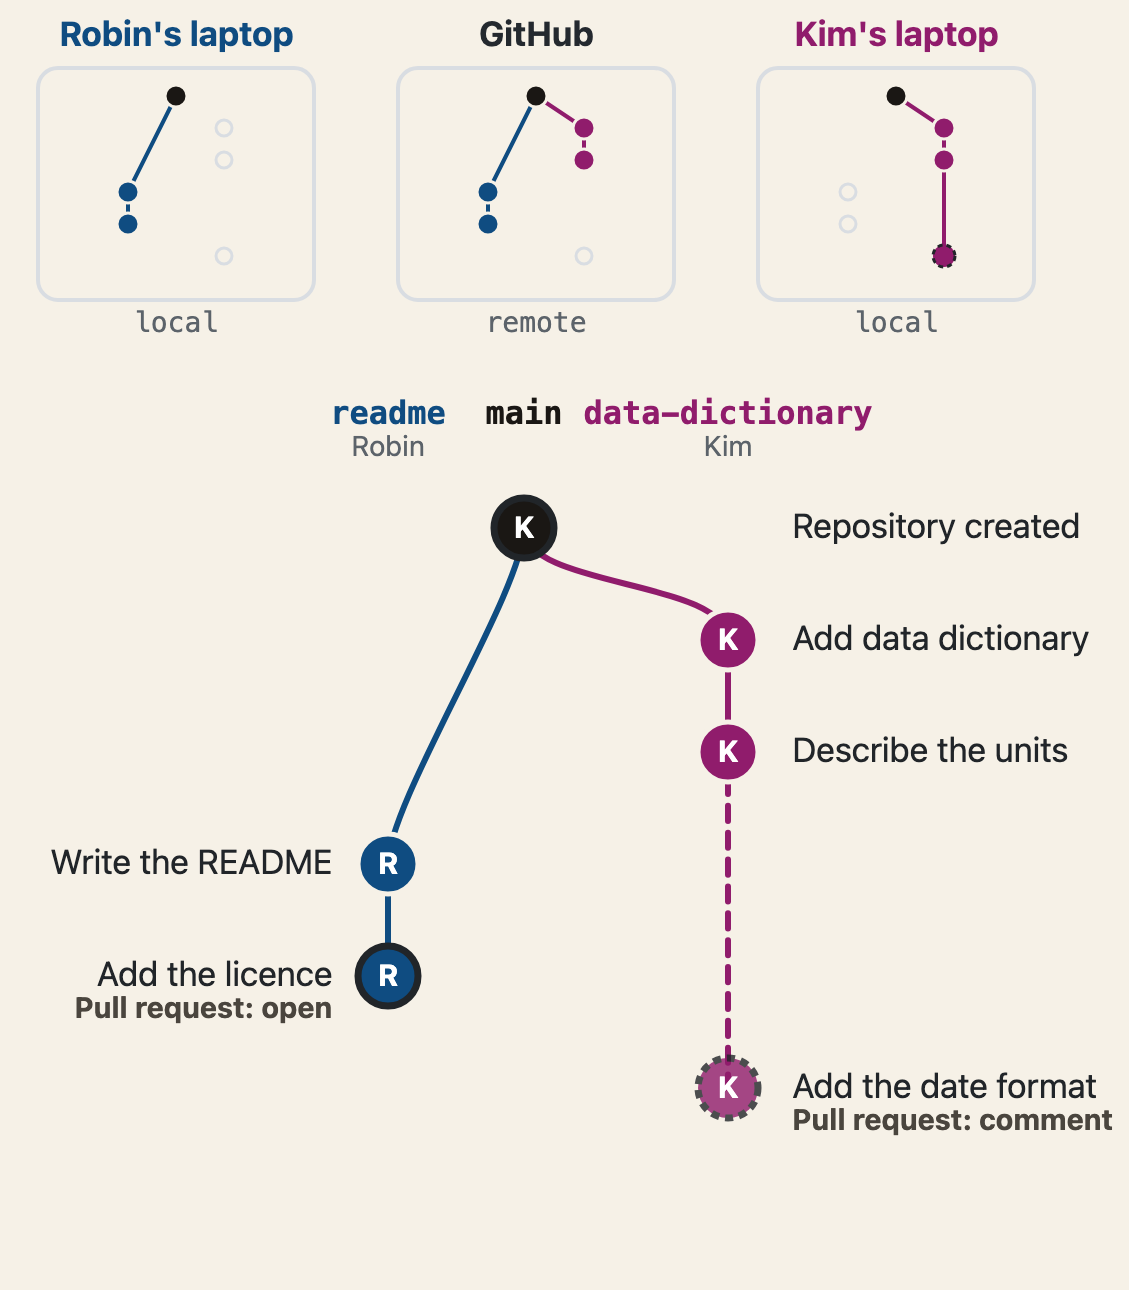 Robin's laptop
GitHub
Kim's laptop
local
remote
local
readme main data-dictionary
Robin
Kim
K
Repository created
K
Add data dictionary
K
Describe the units
Write the README
R
Add the licence
Pull request: open
R
K
Add the date format
Pull request: comment